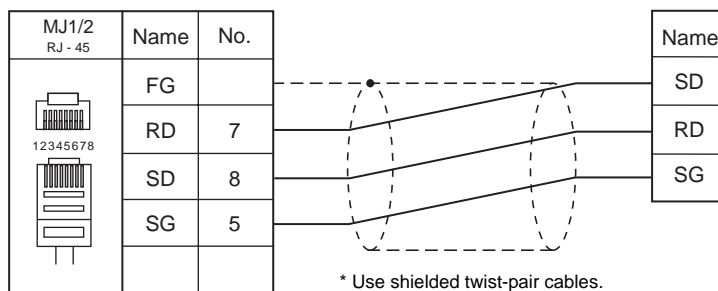 MJ1/2 Name No. Name
RJ - 45
FG SD
RD 7 RD
12345678
SD 8 SG
SG 5
* Use shielded twist-pair cables.